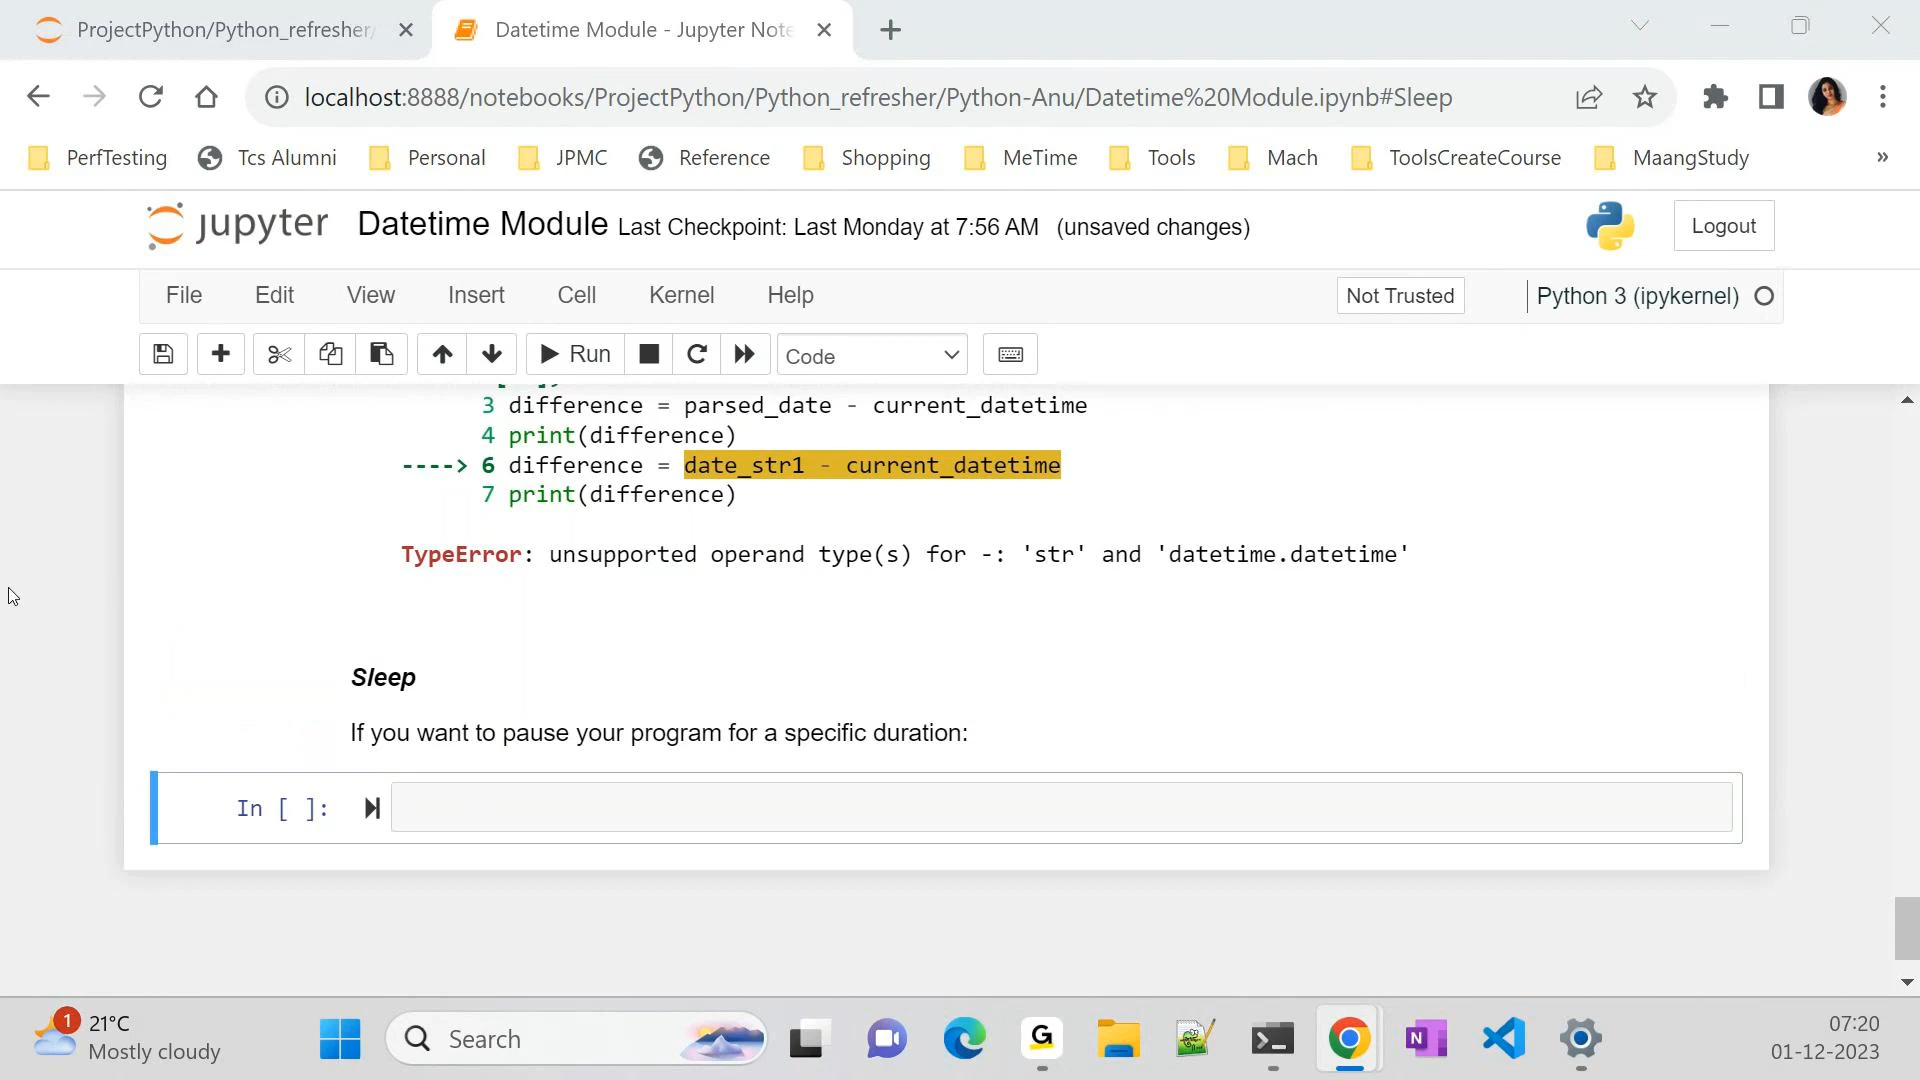 ProjectPython/Python_refresher/
Datetime Module - Jupyter Note
localhost:8888/notebooks/ProjectPython/Python_refresher/Python-Anu/Datetime%20Module.ipynb#Sleep
PerfTesting Tcs Alumni Personal JPMC Reference Shopping MeTime Tools Mach ToolsCreateCourse MaangStudy »
jupyter Datetime Module Last Checkpoint: Last Monday at 7:56 AM (unsaved changes) Logout
File Edit View Insert Cell Kernel Help Not Trusted Python 3 (ipykernel)
Run Code
3 difference = parsed_date - current_datetime
4 print(difference)
----> 6 difference = date_str1 - current_datetime
7 print(difference)
TypeError: unsupported operand type(s) for -: 'str' and 'datetime.datetime'
Sleep
If you want to pause your program for a specific duration:
In [ ]:
1 21°C
Mostly cloudy
Search
G
N
07:20
01-12-2023